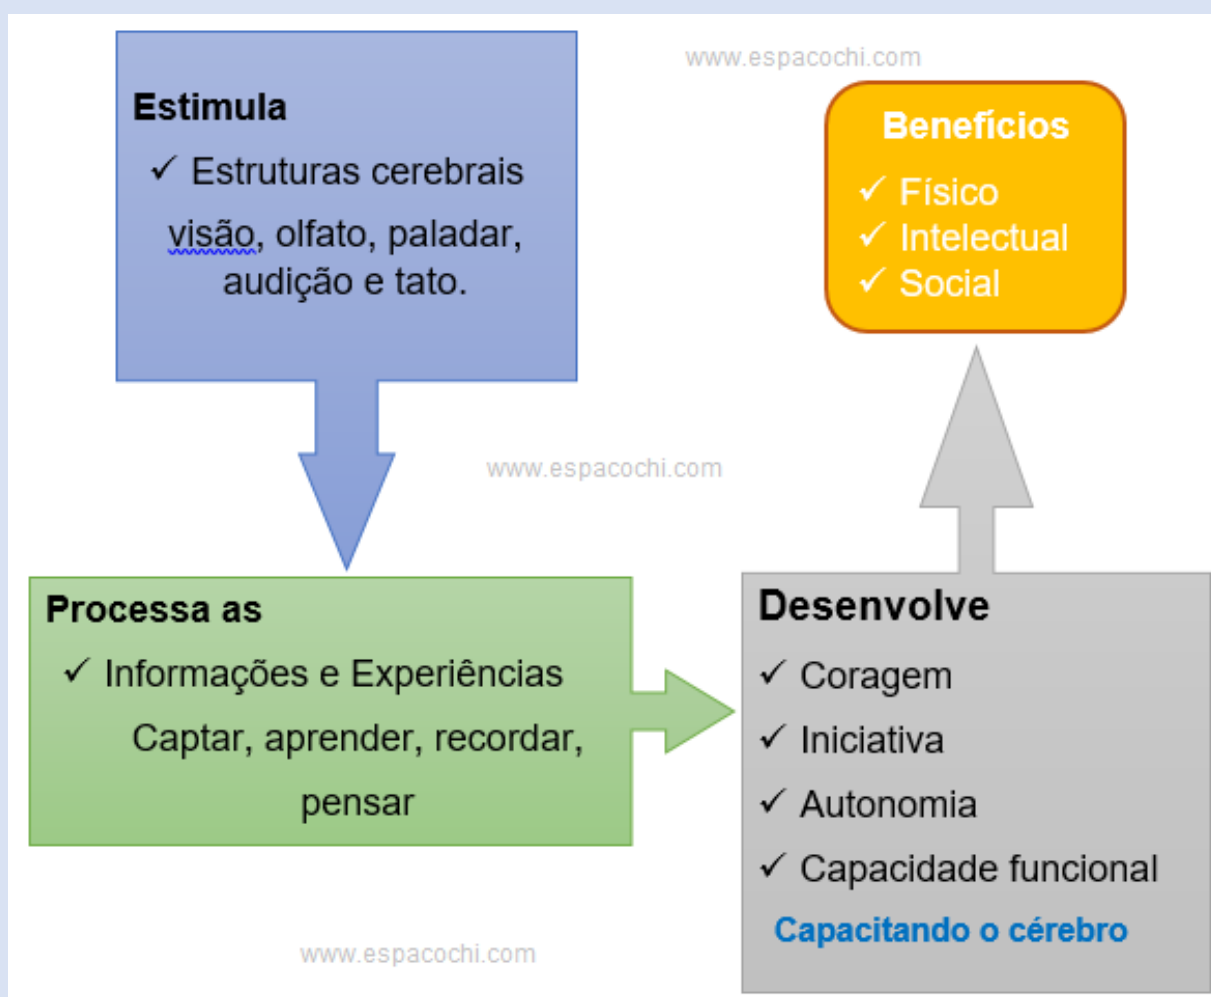 www.espacochi.com
Estimula
✓ Estruturas cerebrais
visão, olfato, paladar,
audição e tato.
Benefícios
✓ Físico
✓ Intelectual
✓ Social
www.espacochi.com
Processa as
✓ Informações e Experiências
Captar, aprender, recordar,
pensar
Desenvolve
✓ Coragem
✓ Iniciativa
✓ Autonomia
✓ Capacidade funcional
Capacitando o cérebro
www.espacochi.com